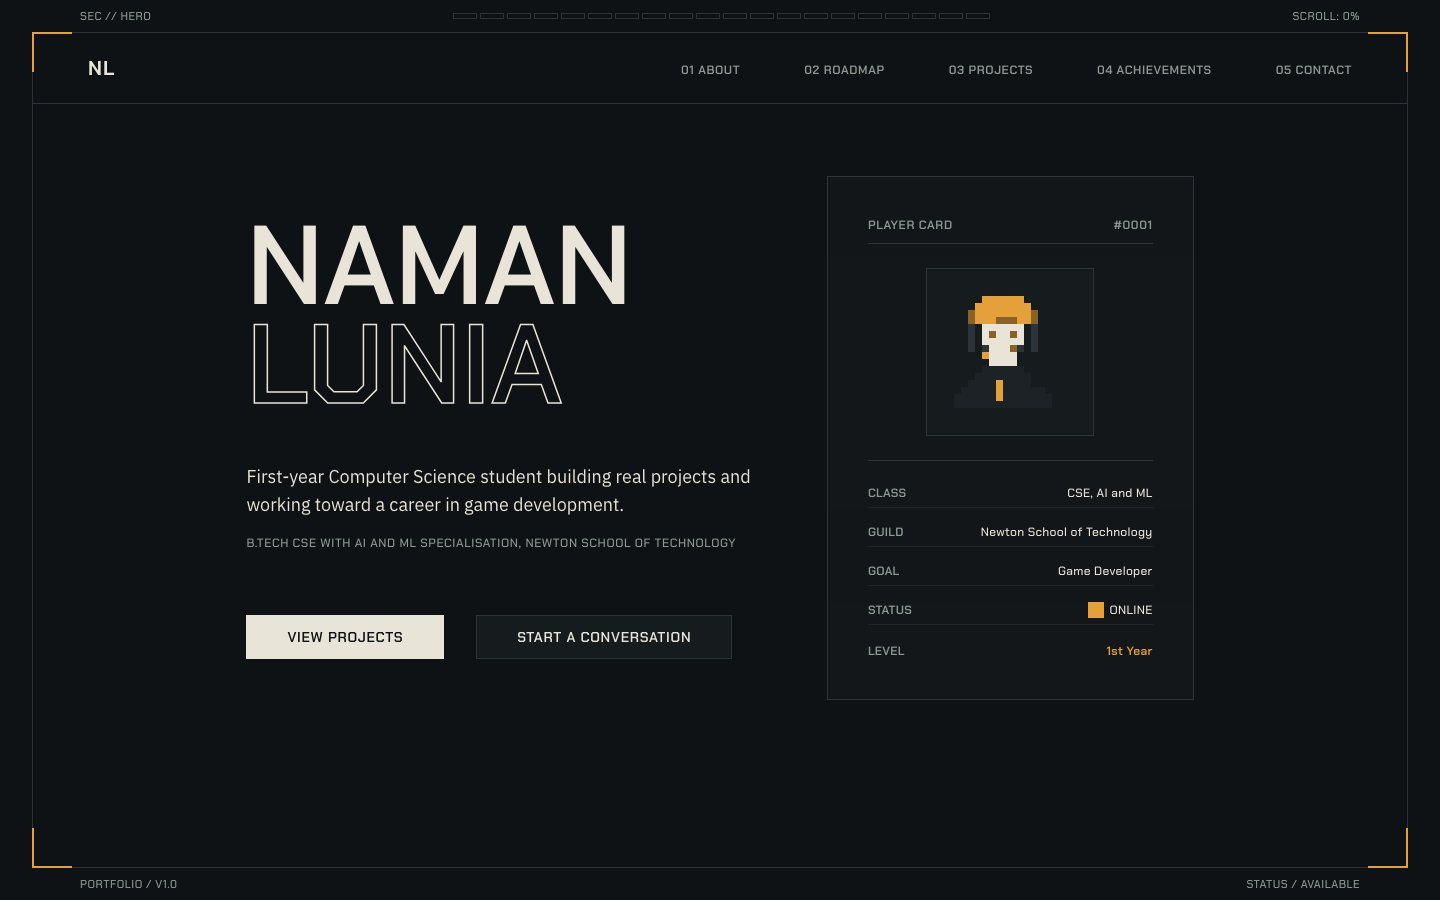 SEC // HERO
SCROLL: 0%
NL
01 ABOUT
02 ROADMAP
03 PROJECTS
04 ACHIEVEMENTS
05 CONTACT
NAMAN
LUNIA
First-year Computer Science student building real projects and
working toward a career in game development.
B.TECH CSE WITH AI AND ML SPECIALISATION, NEWTON SCHOOL OF TECHNOLOGY
VIEW PROJECTS
START A CONVERSATION
PLAYER CARD
#0001
CLASS
CSE, AI and ML
GUILD
Newton School of Technology
GOAL
Game Developer
STATUS
ONLINE
LEVEL
1st Year
PORTFOLIO / V1.0
STATUS / AVAILABLE